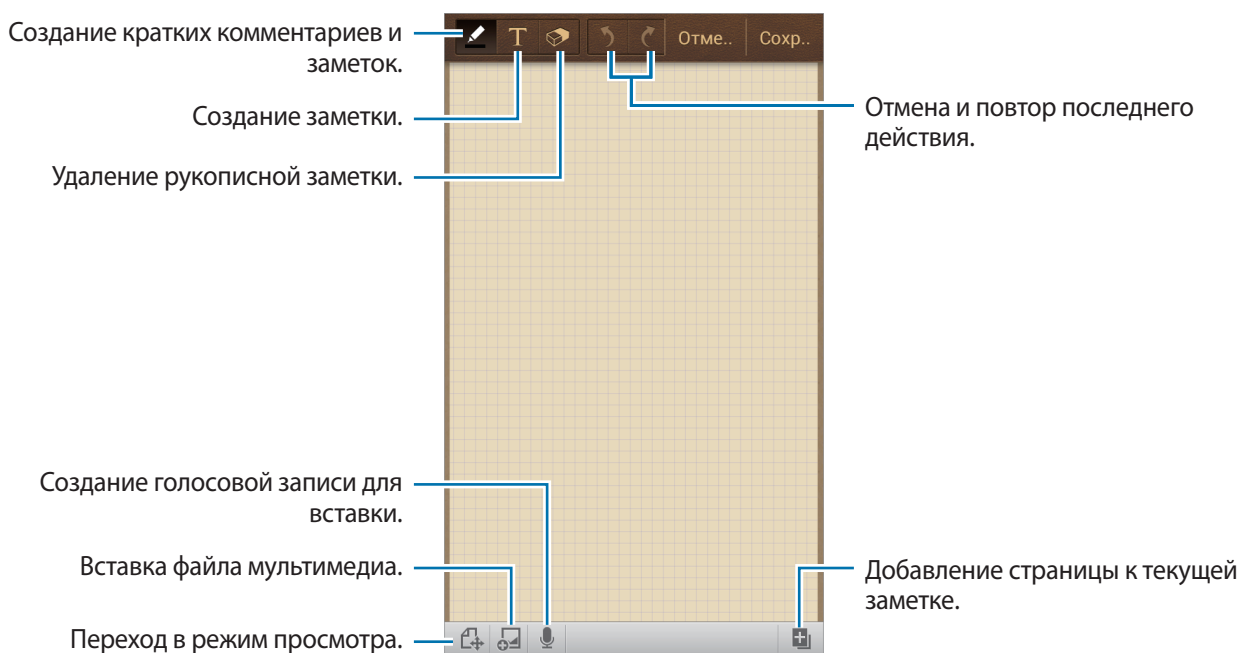 Создание кратких комментариев и
заметок.
Создание заметки.
Удаление рукописной заметки.
T
Отме..
Сохр..
Отмена и повтор последнего
действия.
Создание голосовой записи для
вставки.
Вставка файла мультимедиа.
Переход в режим просмотра.
Добавление страницы к текущей
заметке.